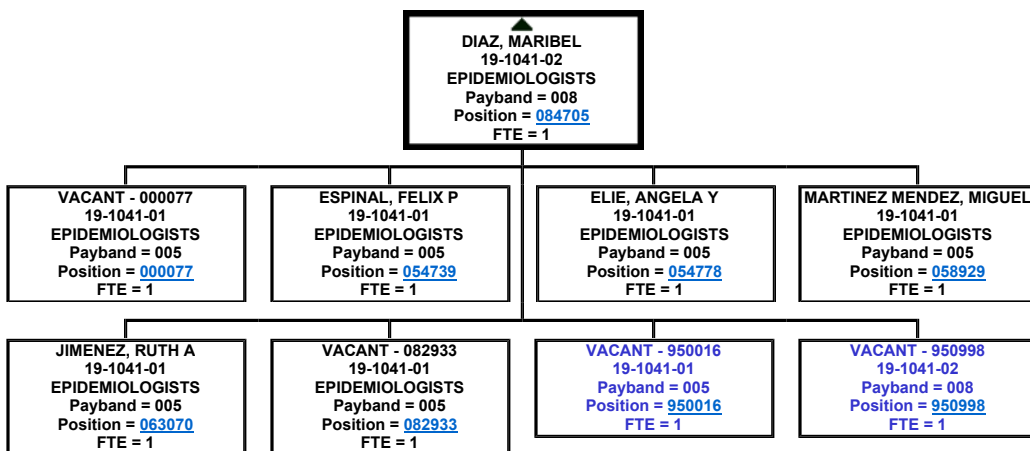 DIAZ, MARIBEL
19-1041-02
EPIDEMIOLOGISTS
Payband = 008
Position = 084705
FTE = 1
VACANT - 000077
19-1041-01
EPIDEMIOLOGISTS
Payband = 005
Position = 000077
FTE = 1
ESPINAL, FELIX P
19-1041-01
EPIDEMIOLOGISTS
Payband = 005
Position = 054739
FTE = 1
ELIE, ANGELA Y
19-1041-01
EPIDEMIOLOGISTS
Payband = 005
Position = 054778
FTE = 1
MARTINEZ MENDEZ, MIGUEL
19-1041-01
EPIDEMIOLOGISTS
Payband = 005
Position = 058929
FTE = 1
JIMENEZ, RUTH A
19-1041-01
EPIDEMIOLOGISTS
Payband = 005
Position = 063070
FTE = 1
VACANT - 082933
19-1041-01
EPIDEMIOLOGISTS
Payband = 005
Position = 082933
FTE = 1
VACANT - 950016
19-1041-01
Payband = 005
Position = 950016
FTE = 1
VACANT - 950998
19-1041-02
Payband = 008
Position = 950998
FTE = 1